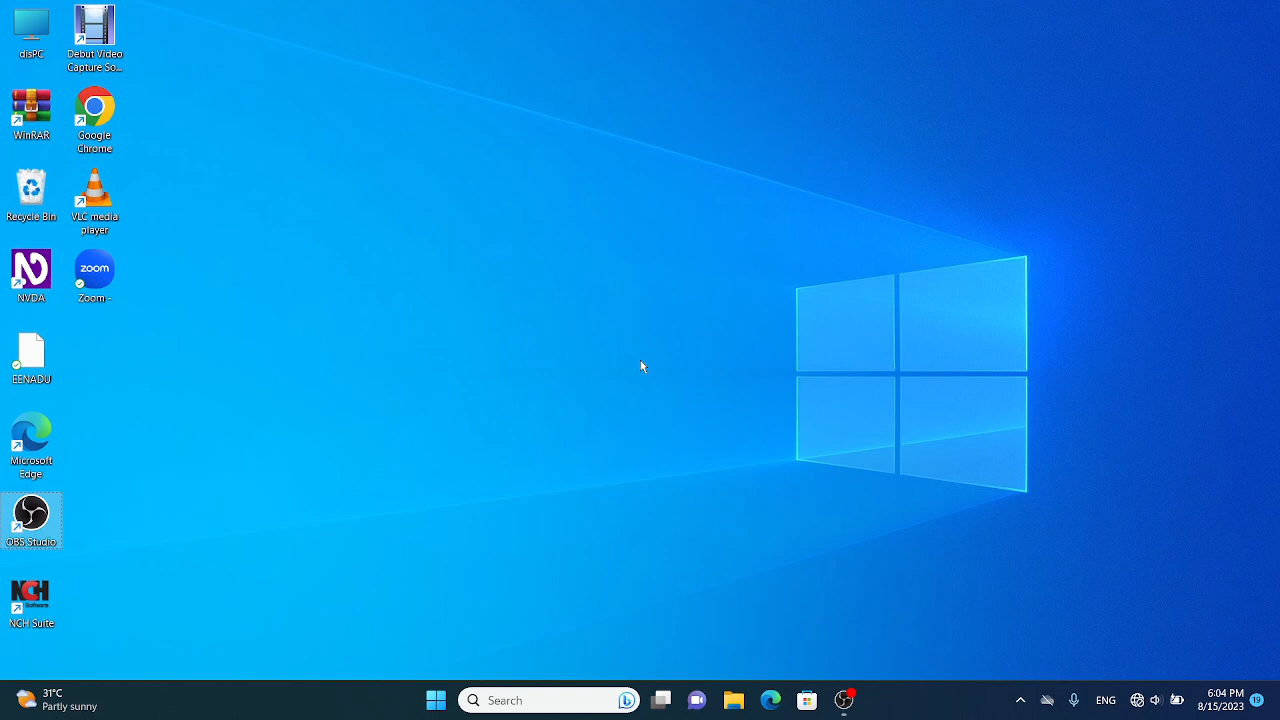 disPC
Debut Video
Capture So...
WinRAR
Google
Chrome
Recycle Bin
VLC media
player
NVDA
zoom
Zoom -
EENADU
Microsoft
Edge
OBS Studio
NCH
Software
NCH Suite
31°C
Partly sunny
Search
ENG
6:04 PM
8/15/2023
19